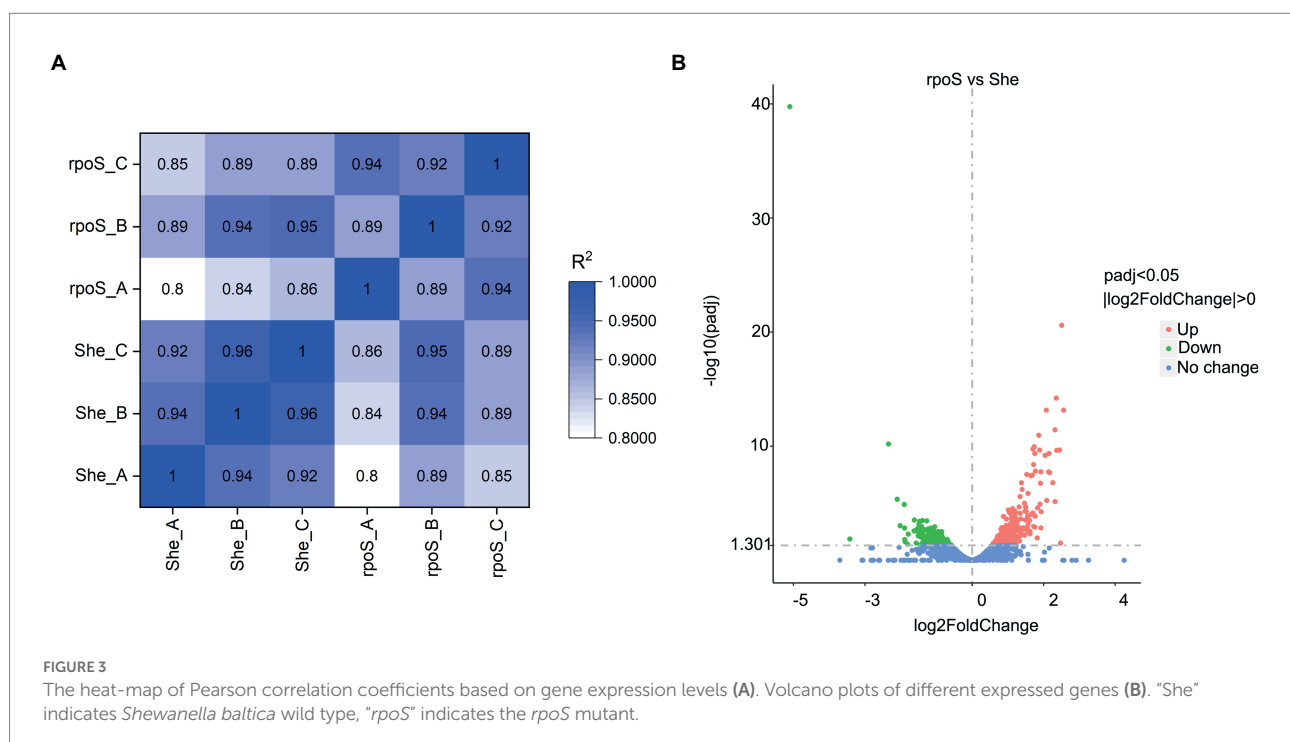 A
rpoS_C 0.85 0.89 0.89 0.94 0.92 1
rpoS_B 0.89 0.94 0.95 0.89 1 0.92
rpoS_A 0.8 0.84 0.86 1 0.89 0.94
She_C 0.92 0.96 1 0.86 0.95 0.89
She_B 0.94 1 0.96 0.84 0.94 0.89
She_A 1 0.94 0.92 0.8 0.89 0.85
She_A She_B She_C rpoS_A rpoS_B rpoS_C
R²
1.0000
0.9500
0.9000
0.8500
0.8000
B
rpoS vs She
40
30
20
10
1.301
-log10(padj)
-5 -3 0 2 4
log2FoldChange
padj<0.05
|log2FoldChange|>0
Up
Down
No change
FIGURE 3
The heat-map of Pearson correlation coefficients based on gene expression levels (A). Volcano plots of different expressed genes (B). “She”
indicates Shewanella baltica wild type, “rpoS” indicates the rpoS mutant.